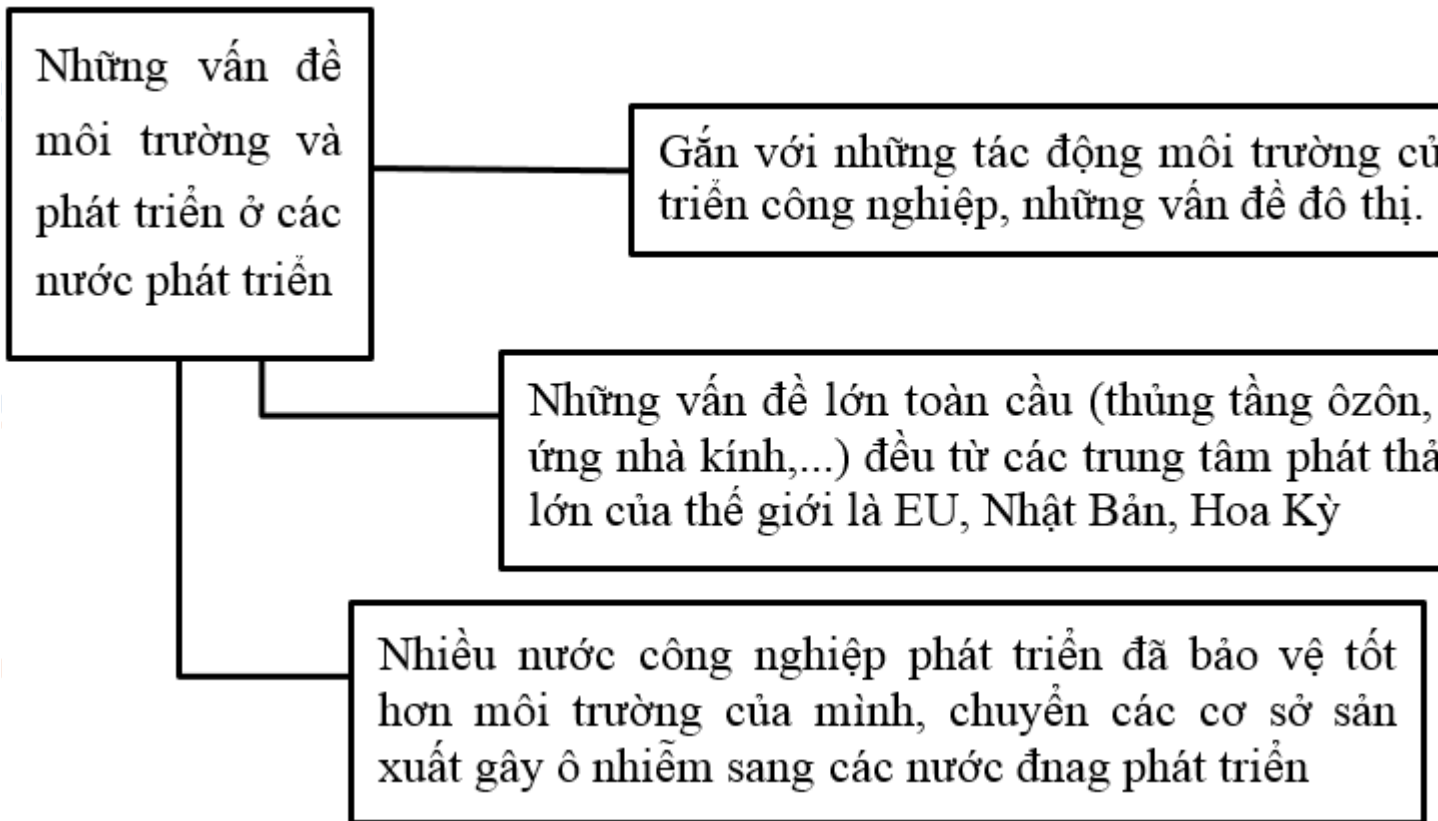 Những vấn đề
môi trường và
phát triển ở các
nước phát triển
Gắn với những tác động môi trường
triển công nghiệp, những vấn đề đô thị.
Những vấn đề lớn toàn cầu (thủng tầng ôzôn,
ứng nhà kính,...) đều từ các trung tâm phát
lớn của thế giới là EU, Nhật Bản, Hoa Kỳ
Nhiều nước công nghiệp phát triển đã bảo vệ tốt
hơn môi trường của mình, chuyển các cơ sở sản
xuất gây ô nhiễm sang các nước đnag phát triển